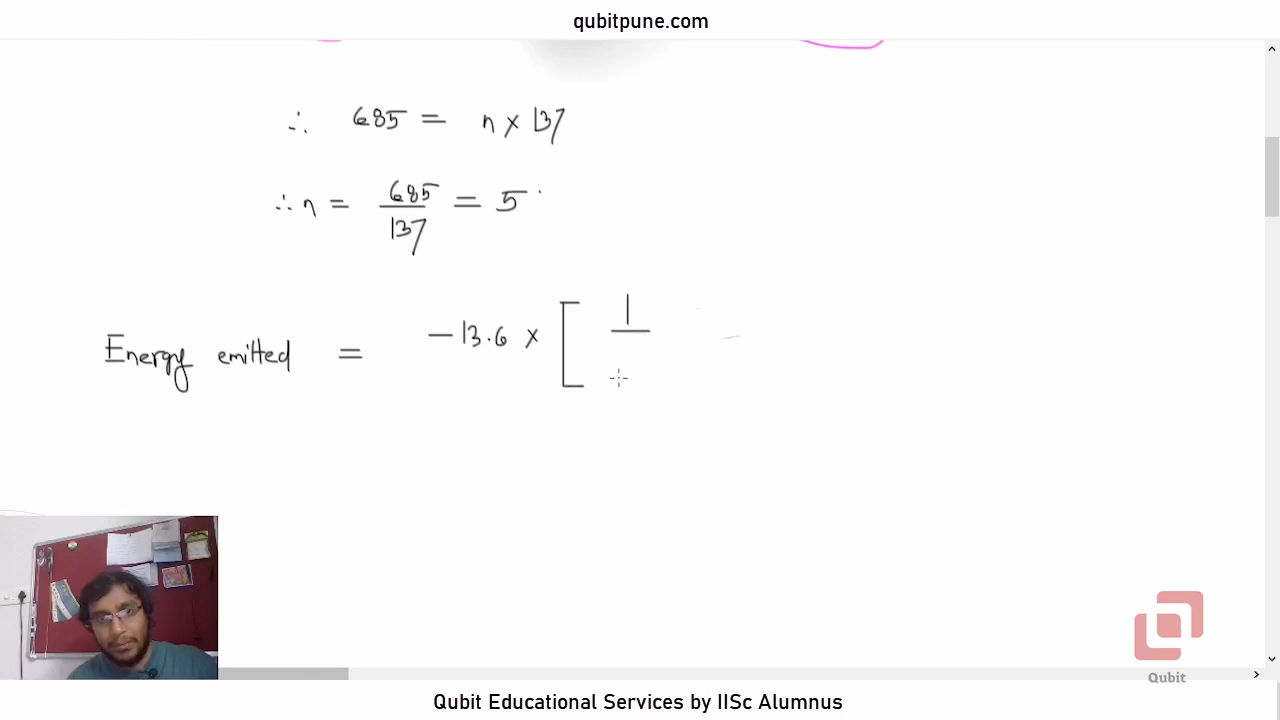 qubitpune.com
∴ 685 = n × 137
∴ n = 685/137 = 5
Energy emitted = – 13.6 × [ 1
Qubit
Qubit Educational Services by IISc Alumnus